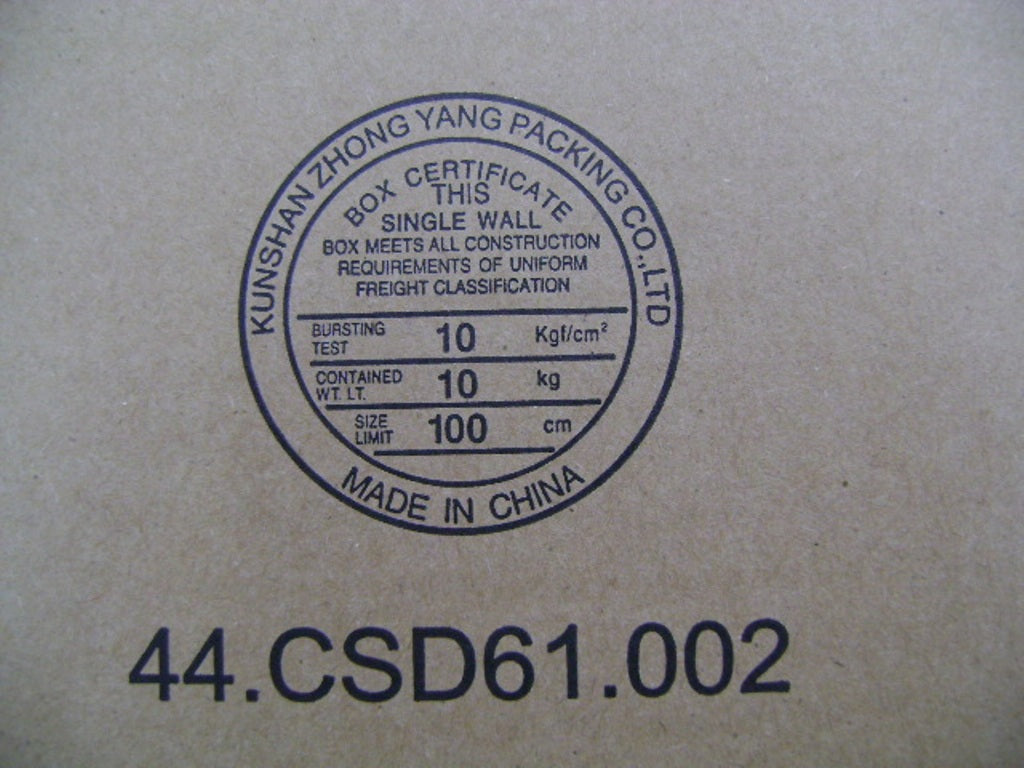 KUNSHAN ZHONG YANG PACKING CO.,LTD
BOX CERTIFICATE
THIS
SINGLE WALL
BOX MEETS ALL CONSTRUCTION
REQUIREMENTS OF UNIFORM
FREIGHT CLASSIFICATION
BURSTING TEST 10 Kgf/cm²
CONTAINED WT. LT. 10 kg
SIZE LIMIT 100 cm
MADE IN CHINA
44.CSD61.002